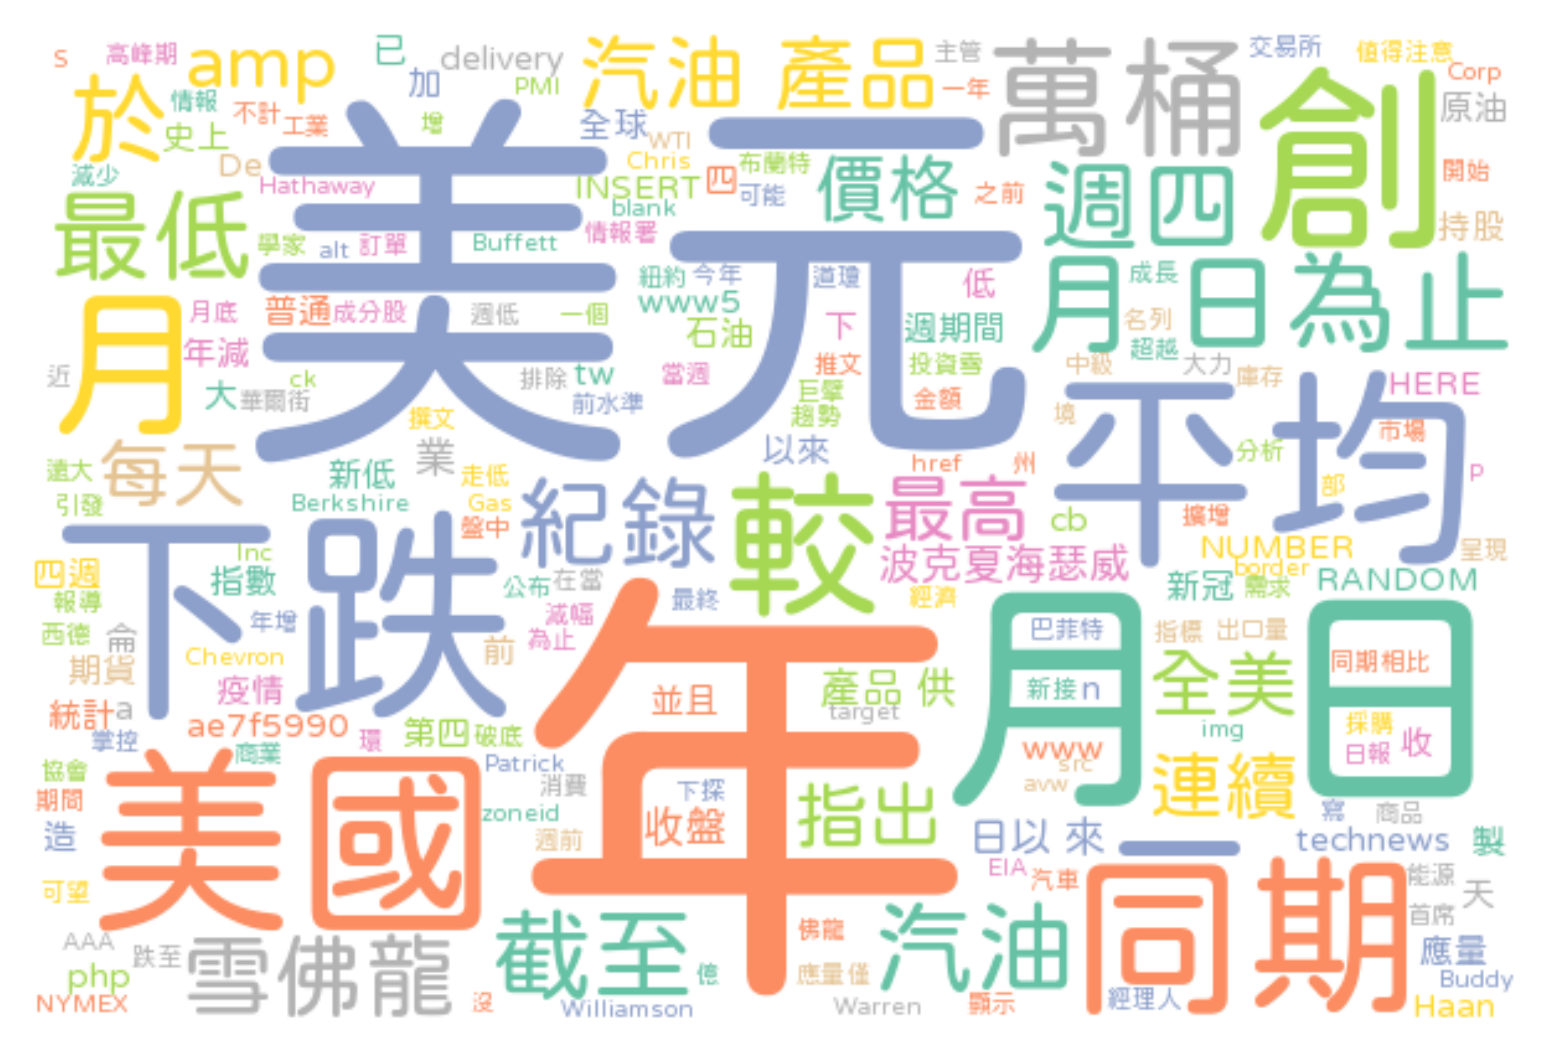 S 高峰期 amp 已 delivery 汽油 產品 主管 萬桶 交易所 值得注意
於 情報 不計 工業 加 PMI 一年 創 Corp 原油
史上 增 全球 WTI 美元
減少 De Hathaway Chris 四 布蘭特 價格 之前 週四 開始
最低 INSERT 可能 blank 持股
學家 alt 訂單 Buffett 情報署
月 月底 普通 成分股 週低 一個 紐約 今年 www5 道瓊 低 月日為止 成長
年減 石油 下 週期間 名列 超越
近 大 華爾街 ck 排除 tw 當週 推文 投資雪 中級 大力 庫存 HERE
撰文 前水準 巨擘 趨勢 金額 境 平均 市場
遠大 每天 新低 業 走低 以來 href 州 分析 p
引發 Berkshire Gas 紀錄 較 最高 cb 部 擴增
下跌 盤中 波克夏海瑟威 NUMBER 呈現
四週 Inc 指數 公布 在當 經濟 新冠 border 需求 RANDOM
報導 年增 減幅 最終 月日 巴菲特 指標 出口量
西德 侖 Chevron 前 為止 年 同期相比
期貨 疫情 並且 產品 供 新接 n 全美
統計 a ae7f5990 環 第四 破底 target img 採購
掌控 商業 Patrick www 日報 收
協會 美國 消費 下探 src 連續
期間 zoneid 收盤 指出 avw 寫 商品
造 週前 日以 來 一 technews 製
可望 EIA 汽車 同期 能源 天
AAA 跌至 雪佛龍 截至 佛龍 汽油 首席 應量
php 億 應量僅 Buddy
NYMEX 沒 Williamson Warren 顯示 經理人 Haan